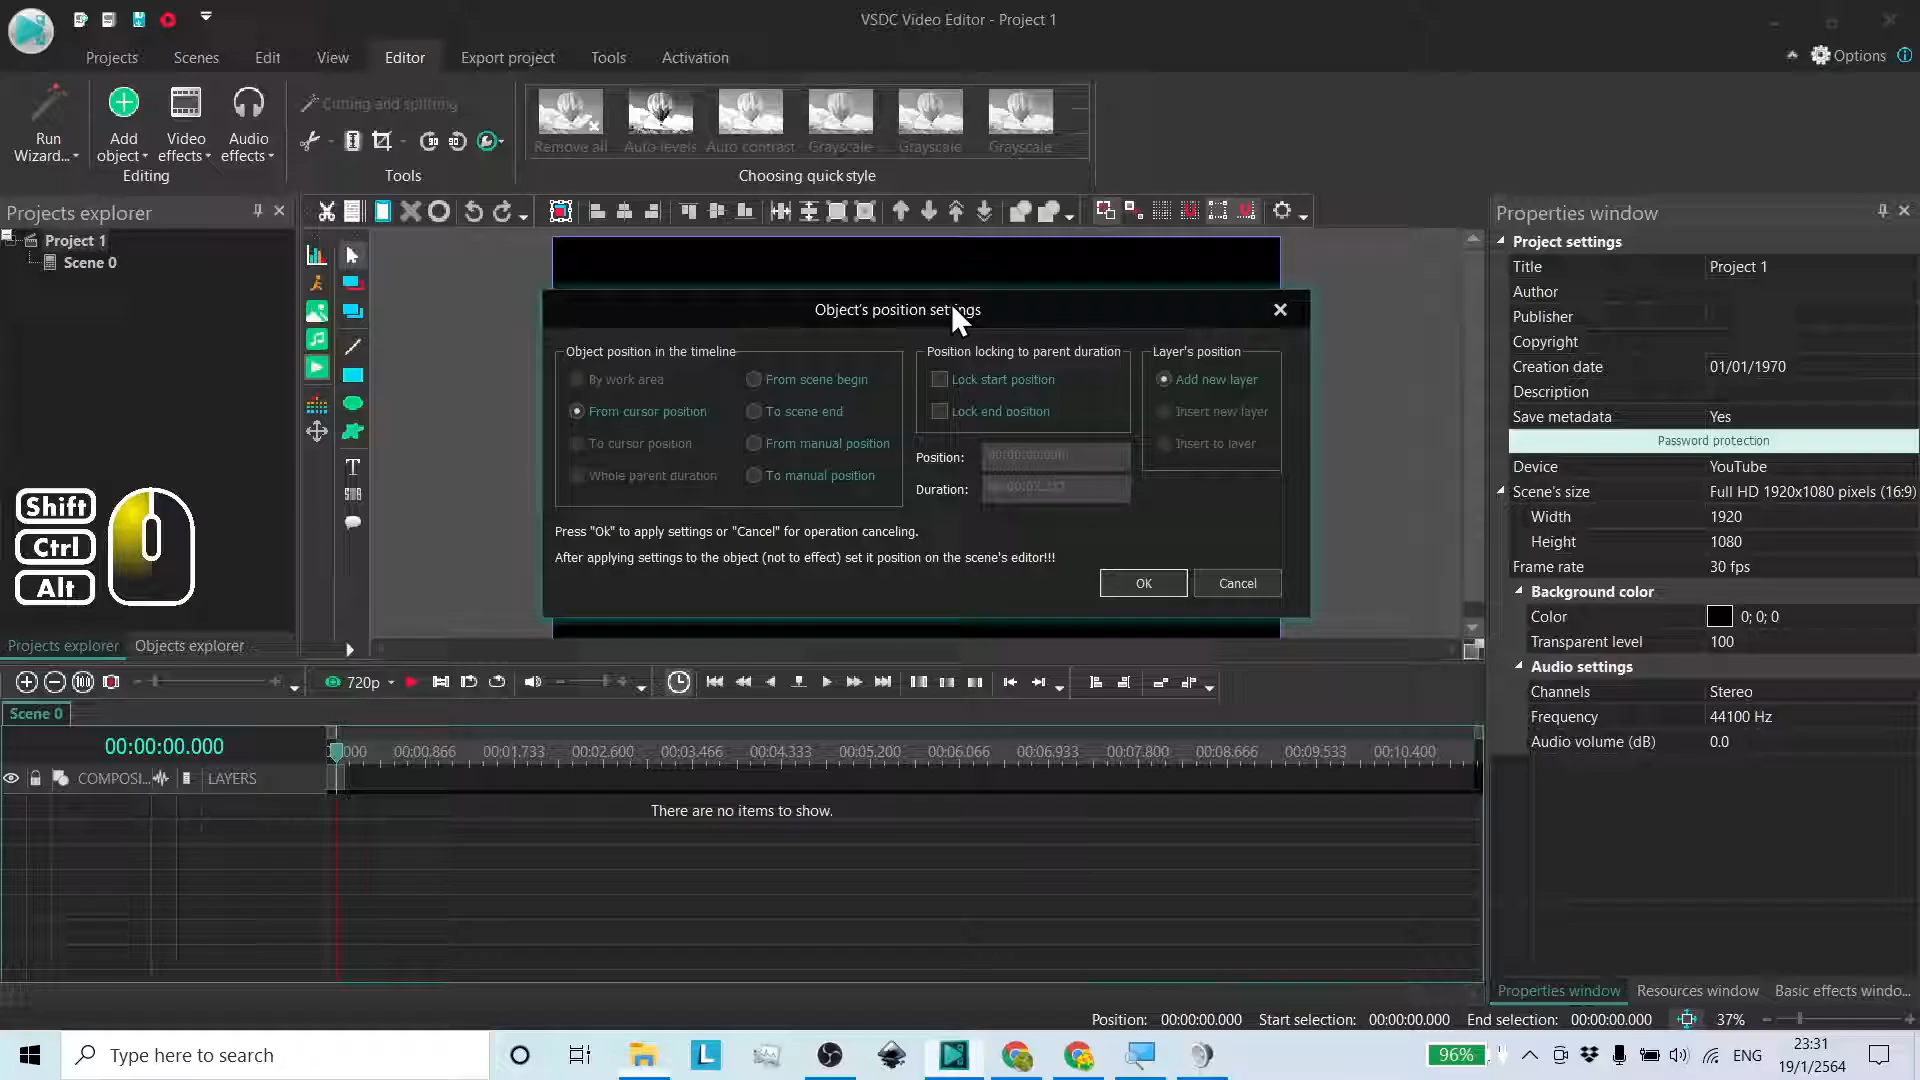 VSDC Video Editor - Project 1
Projects
Scenes
Edit
View
Editor
Export project
Tools
Activation
Options
Run
Wizard...
Add
object
Video
effects
Audio
effects
Editing
Cutting and splitting
Tools
Remove all
Auto levels
Auto contrast
Grayscale
Grayscale
Grayscale
Choosing quick style
Projects explorer
Project 1
Scene 0
Shift
Ctrl
Alt
Projects explorer
Objects explorer
Object's position settings
Object position in the timeline
By work area
From cursor position
To cursor position
Whole parent duration
From scene begin
To scene end
From manual position
To manual position
Position locking to parent duration
Lock start position
Lock end position
Position:
Duration:
Layer's position
Add new layer
Insert new layer
Insert to layer
Press "Ok" to apply settings or "Cancel" for operation canceling.
After applying settings to the object (not to effect) set it position on the scene's editor!!!
OK
Cancel
Properties window
Project settings
Title Project 1
Author
Publisher
Copyright
Creation date 01/01/1970
Description
Save metadata Yes
Password protection
Device YouTube
Scene's size Full HD 1920x1080 pixels (16:9)
Width 1920
Height 1080
Frame rate 30 fps
Background color
Color 0; 0; 0
Transparent level 100
Audio settings
Channels Stereo
Frequency 44100 Hz
Audio volume (dB) 0.0
Properties window
Resources window
Basic effects windo...
720p
Scene 0
00:00:00.000
000 00:00.866 00:01.733 00:02.600 00:03.466 00:04.333 00:05.200 00:06.066 00:06.933 00:07.800 00:08.666 00:09.533 00:10.400
COMPOSI...
LAYERS
There are no items to show.
Position: 00:00:00.000 Start selection: 00:00:00.000 End selection: 00:00:00.000 37%
Type here to search
96%
ENG
23:31
19/1/2564